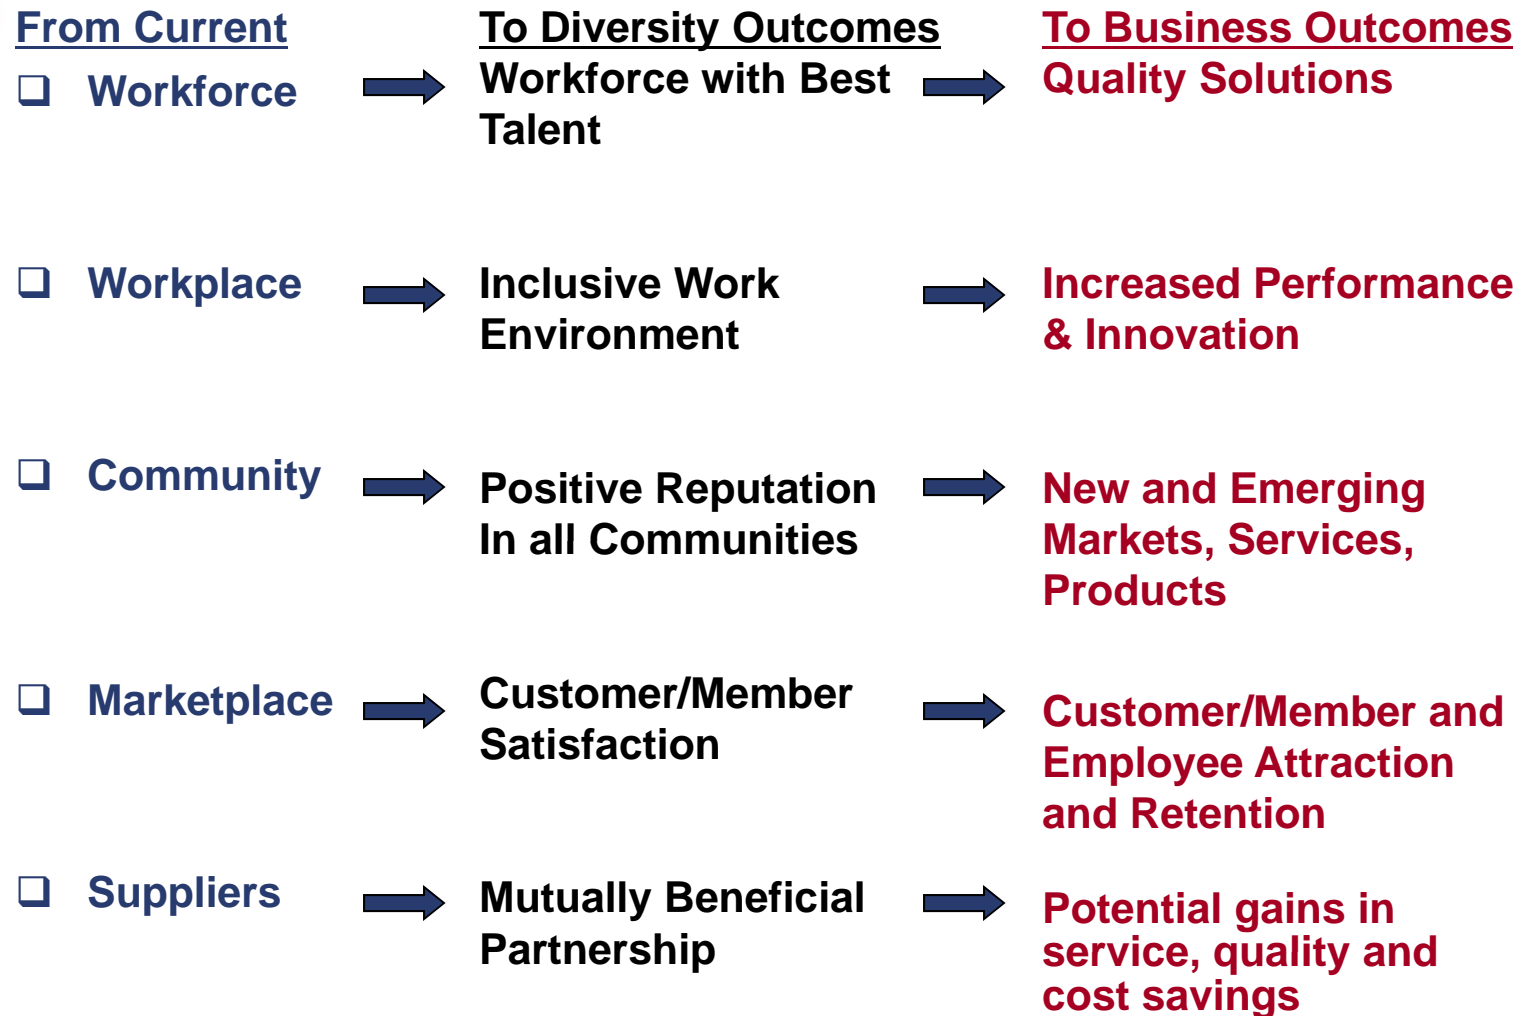 From Current
To Diversity Outcomes
To Business Outcomes
Workforce
Workforce with Best
Talent
Quality Solutions
Workplace
Inclusive Work
Environment
Increased Performance
& Innovation
Community
Positive Reputation
In all Communities
New and Emerging
Markets, Services,
Products
Marketplace
Customer/Member
Satisfaction
Customer/Member and
Employee Attraction
and Retention
Suppliers
Mutually Beneficial
Partnership
Potential gains in
service, quality and
cost savings